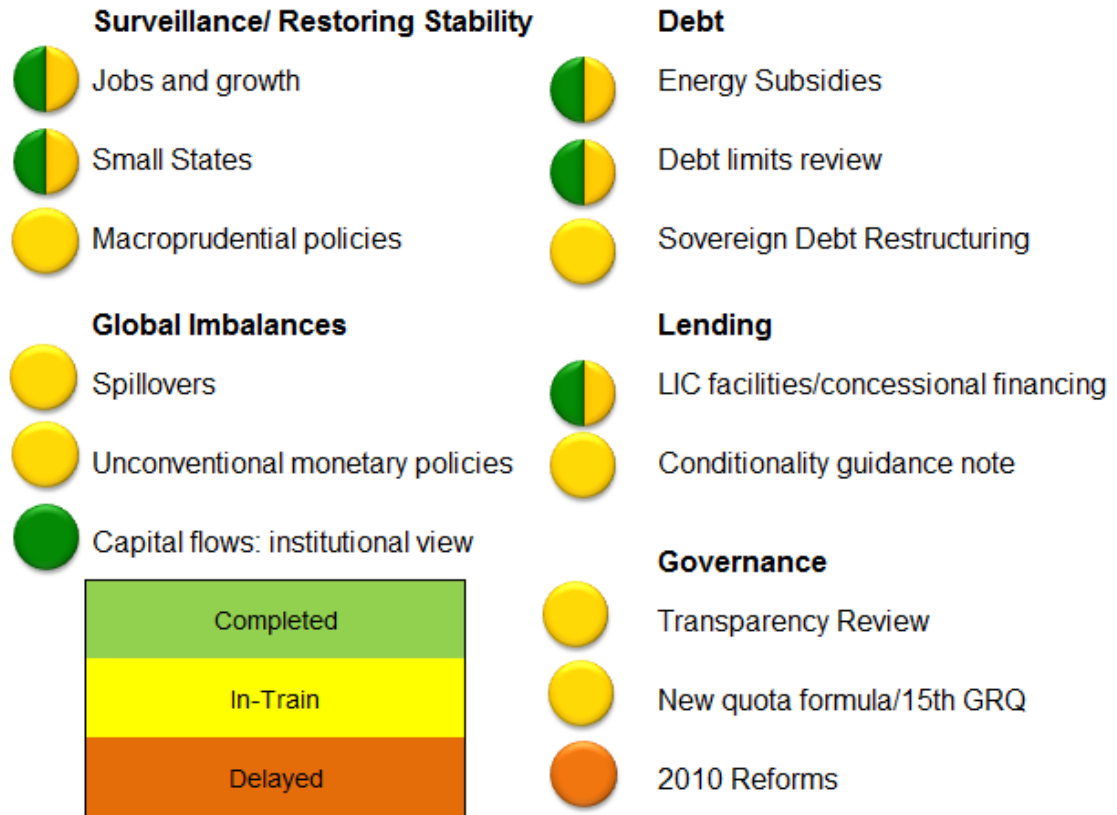 Surveillance/ Restoring Stability
Jobs and growth
Small States
Macroprudential policies
Global Imbalances
Spillovers
Unconventional monetary policies
Capital flows: institutional view
Completed
In-Train
Delayed
Debt
Energy Subsidies
Debt limits review
Sovereign Debt Restructuring
Lending
LIC facilities/concessional financing
Conditionality guidance note
Governance
Transparency Review
New quota formula/15th GRQ
2010 Reforms